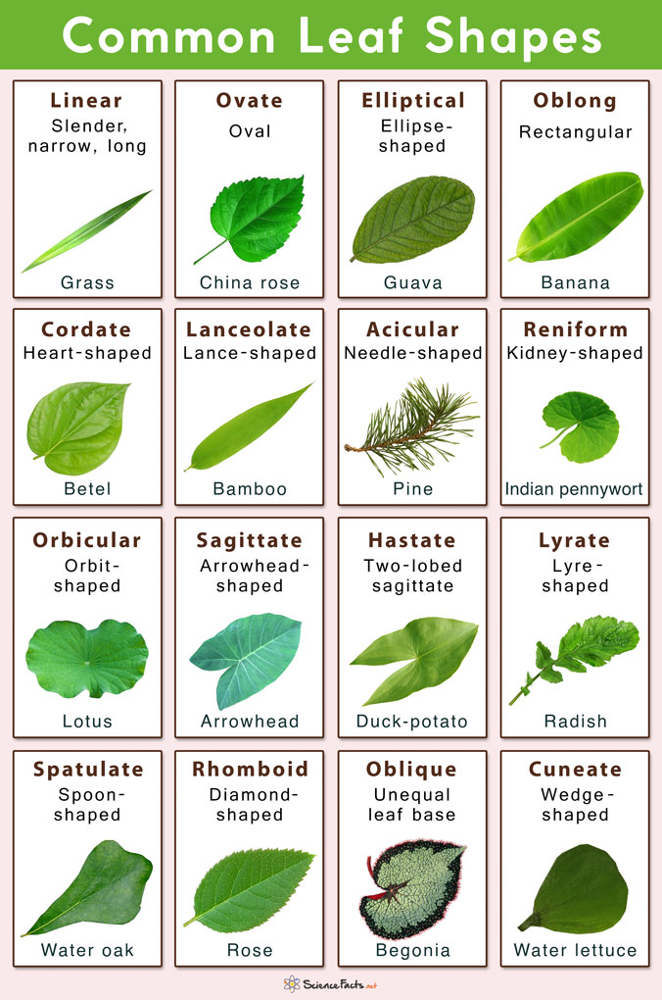 Common Leaf Shapes
Linear
Slender,
narrow, long
Grass
Ovate
Oval
China rose
Elliptical
Ellipse-
shaped
Guava
Oblong
Rectangular
Banana
Cordate
Heart-shaped
Betel
Lanceolate
Lance-shaped
Bamboo
Acicular
Needle-shaped
Pine
Reniform
Kidney-shaped
Indian pennywort
Orbicular
Orbit-
shaped
Lotus
Sagittate
Arrowhead-
shaped
Arrowhead
Hastate
Two-lobed
sagittate
Duck-potato
Lyrate
Lyre-
shaped
Radish
Spatulate
Spoon-
shaped
Water oak
Rhomboid
Diamond-
shaped
Rose
Oblique
Unequal
leaf base
Begonia
Cuneate
Wedge-
shaped
Water lettuce
ScienceFacts.net